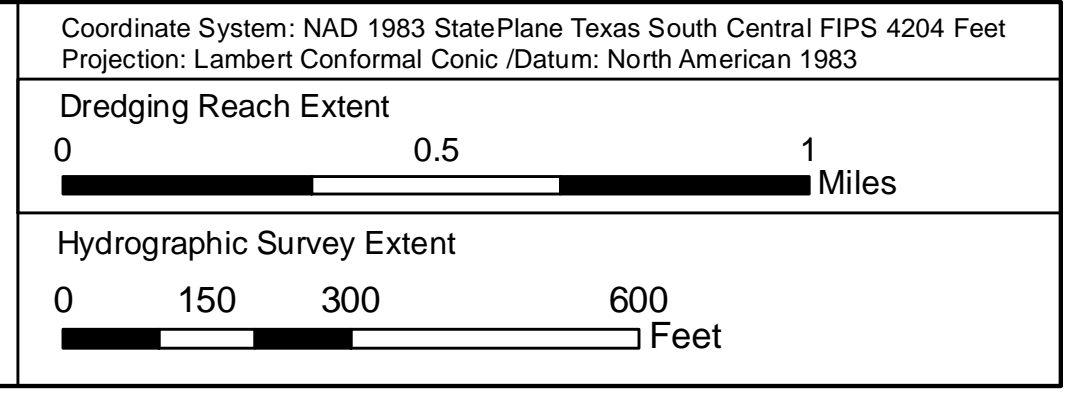 Coordinate System: NAD 1983 StatePlane Texas South Central FIPS 4204 Feet
Projection: Lambert Conformal Conic /Datum: North American 1983
Dredging Reach Extent
0 0.5 1
Miles
Hydrographic Survey Extent
0 150 300 600
Feet